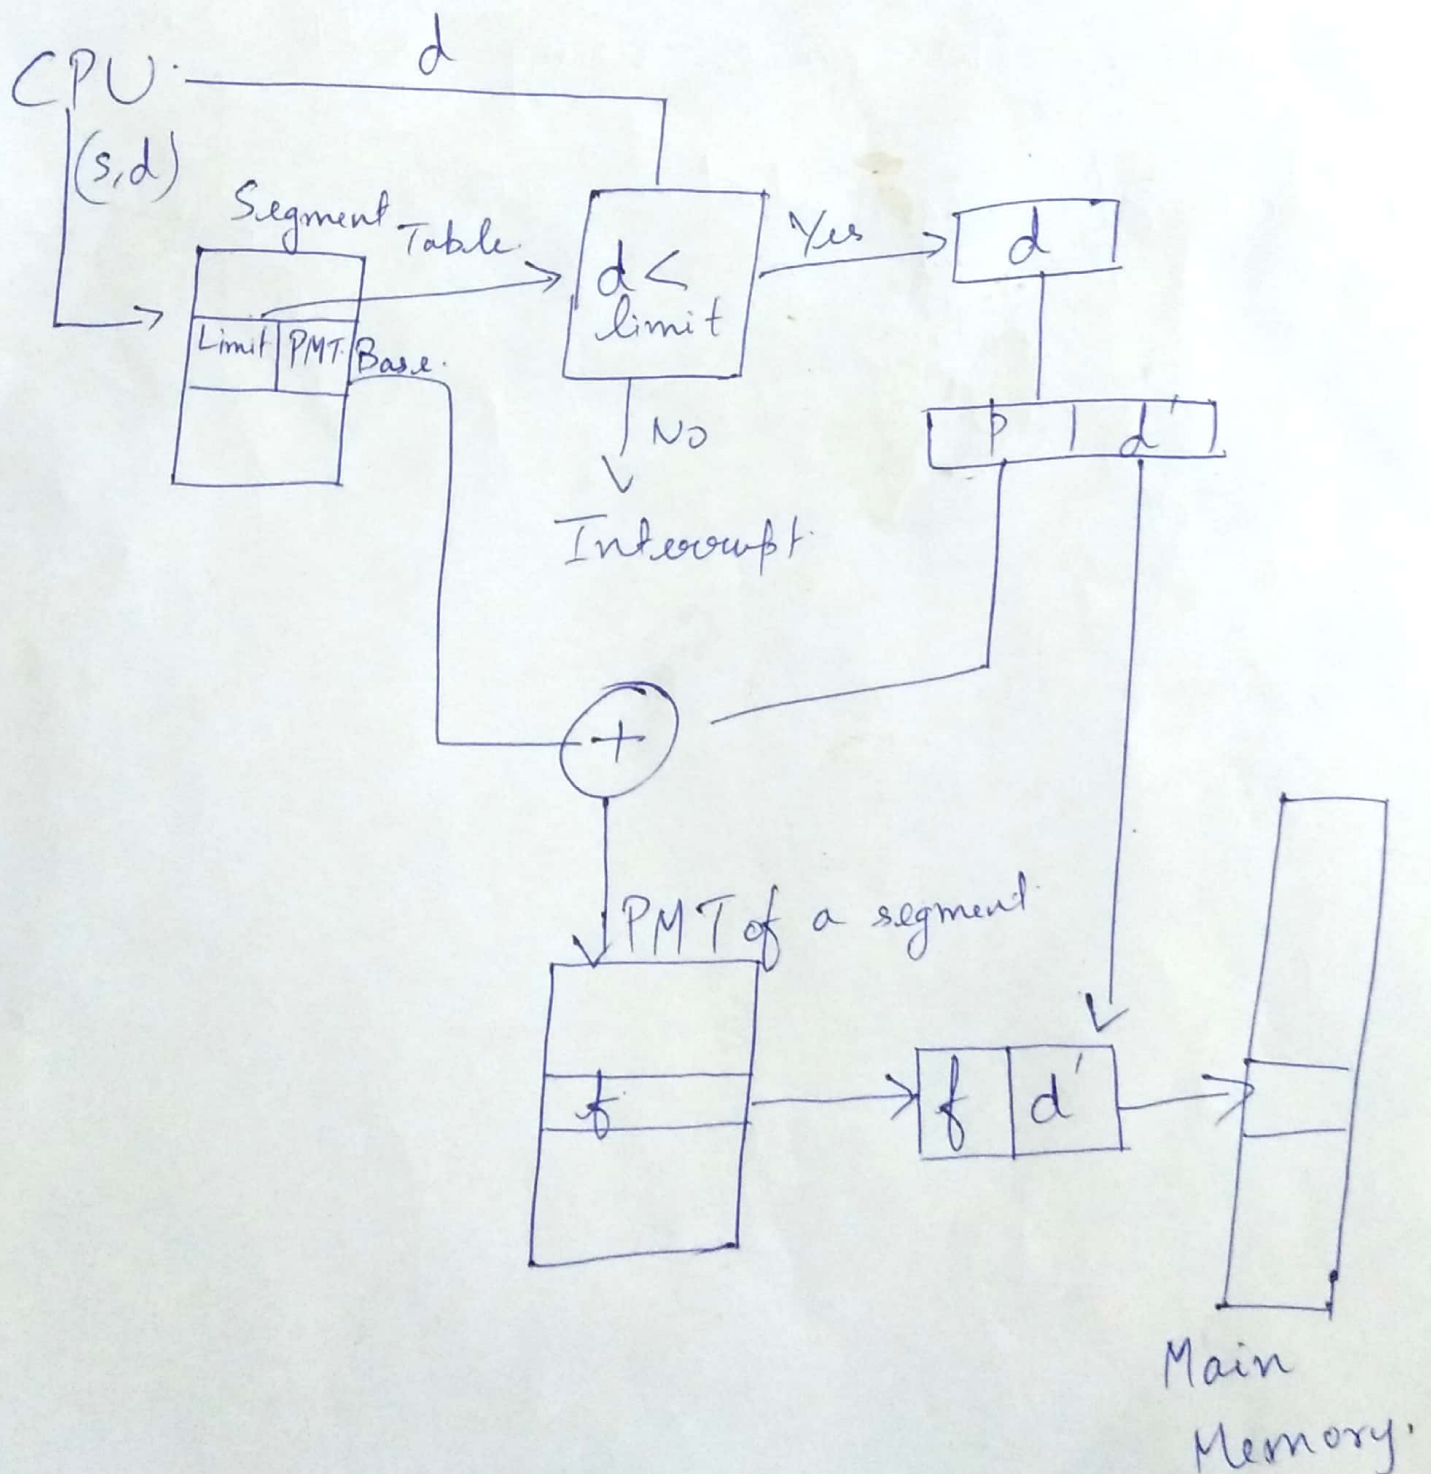 d
CPU
(s,d)
Segment Table
d <
limit
Yes
d
Limit PMT Base
No
Interrupt
p d'
+
PMT of a segment
f
f d'
Main
Memory.